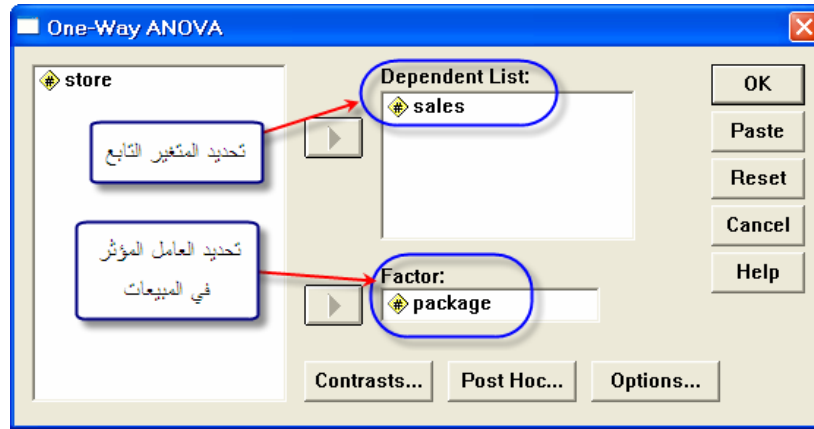 One-Way ANOVA
store
Dependent List:
sales
تحديد المتغير التابع
تحديد العامل المؤثر
في المبيعات
Factor:
package
OK
Paste
Reset
Cancel
Help
Contrasts... Post Hoc... Options...